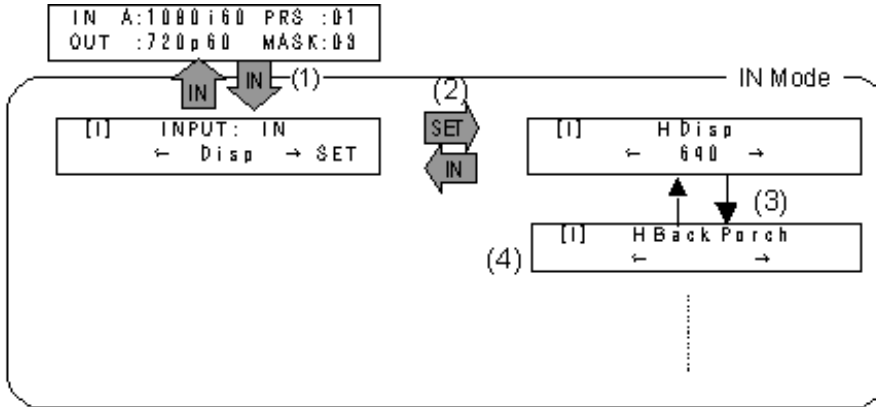 IN A:1080i60 PRS :01
OUT :720p60 MASK:03
IN
IN
(1)
IN Mode
(2)
[I] INPUT: IN
← Disp → SET
SET
IN
[I] H Disp
← 640 →
(3)
(4)
[I] H Back Porch
← →